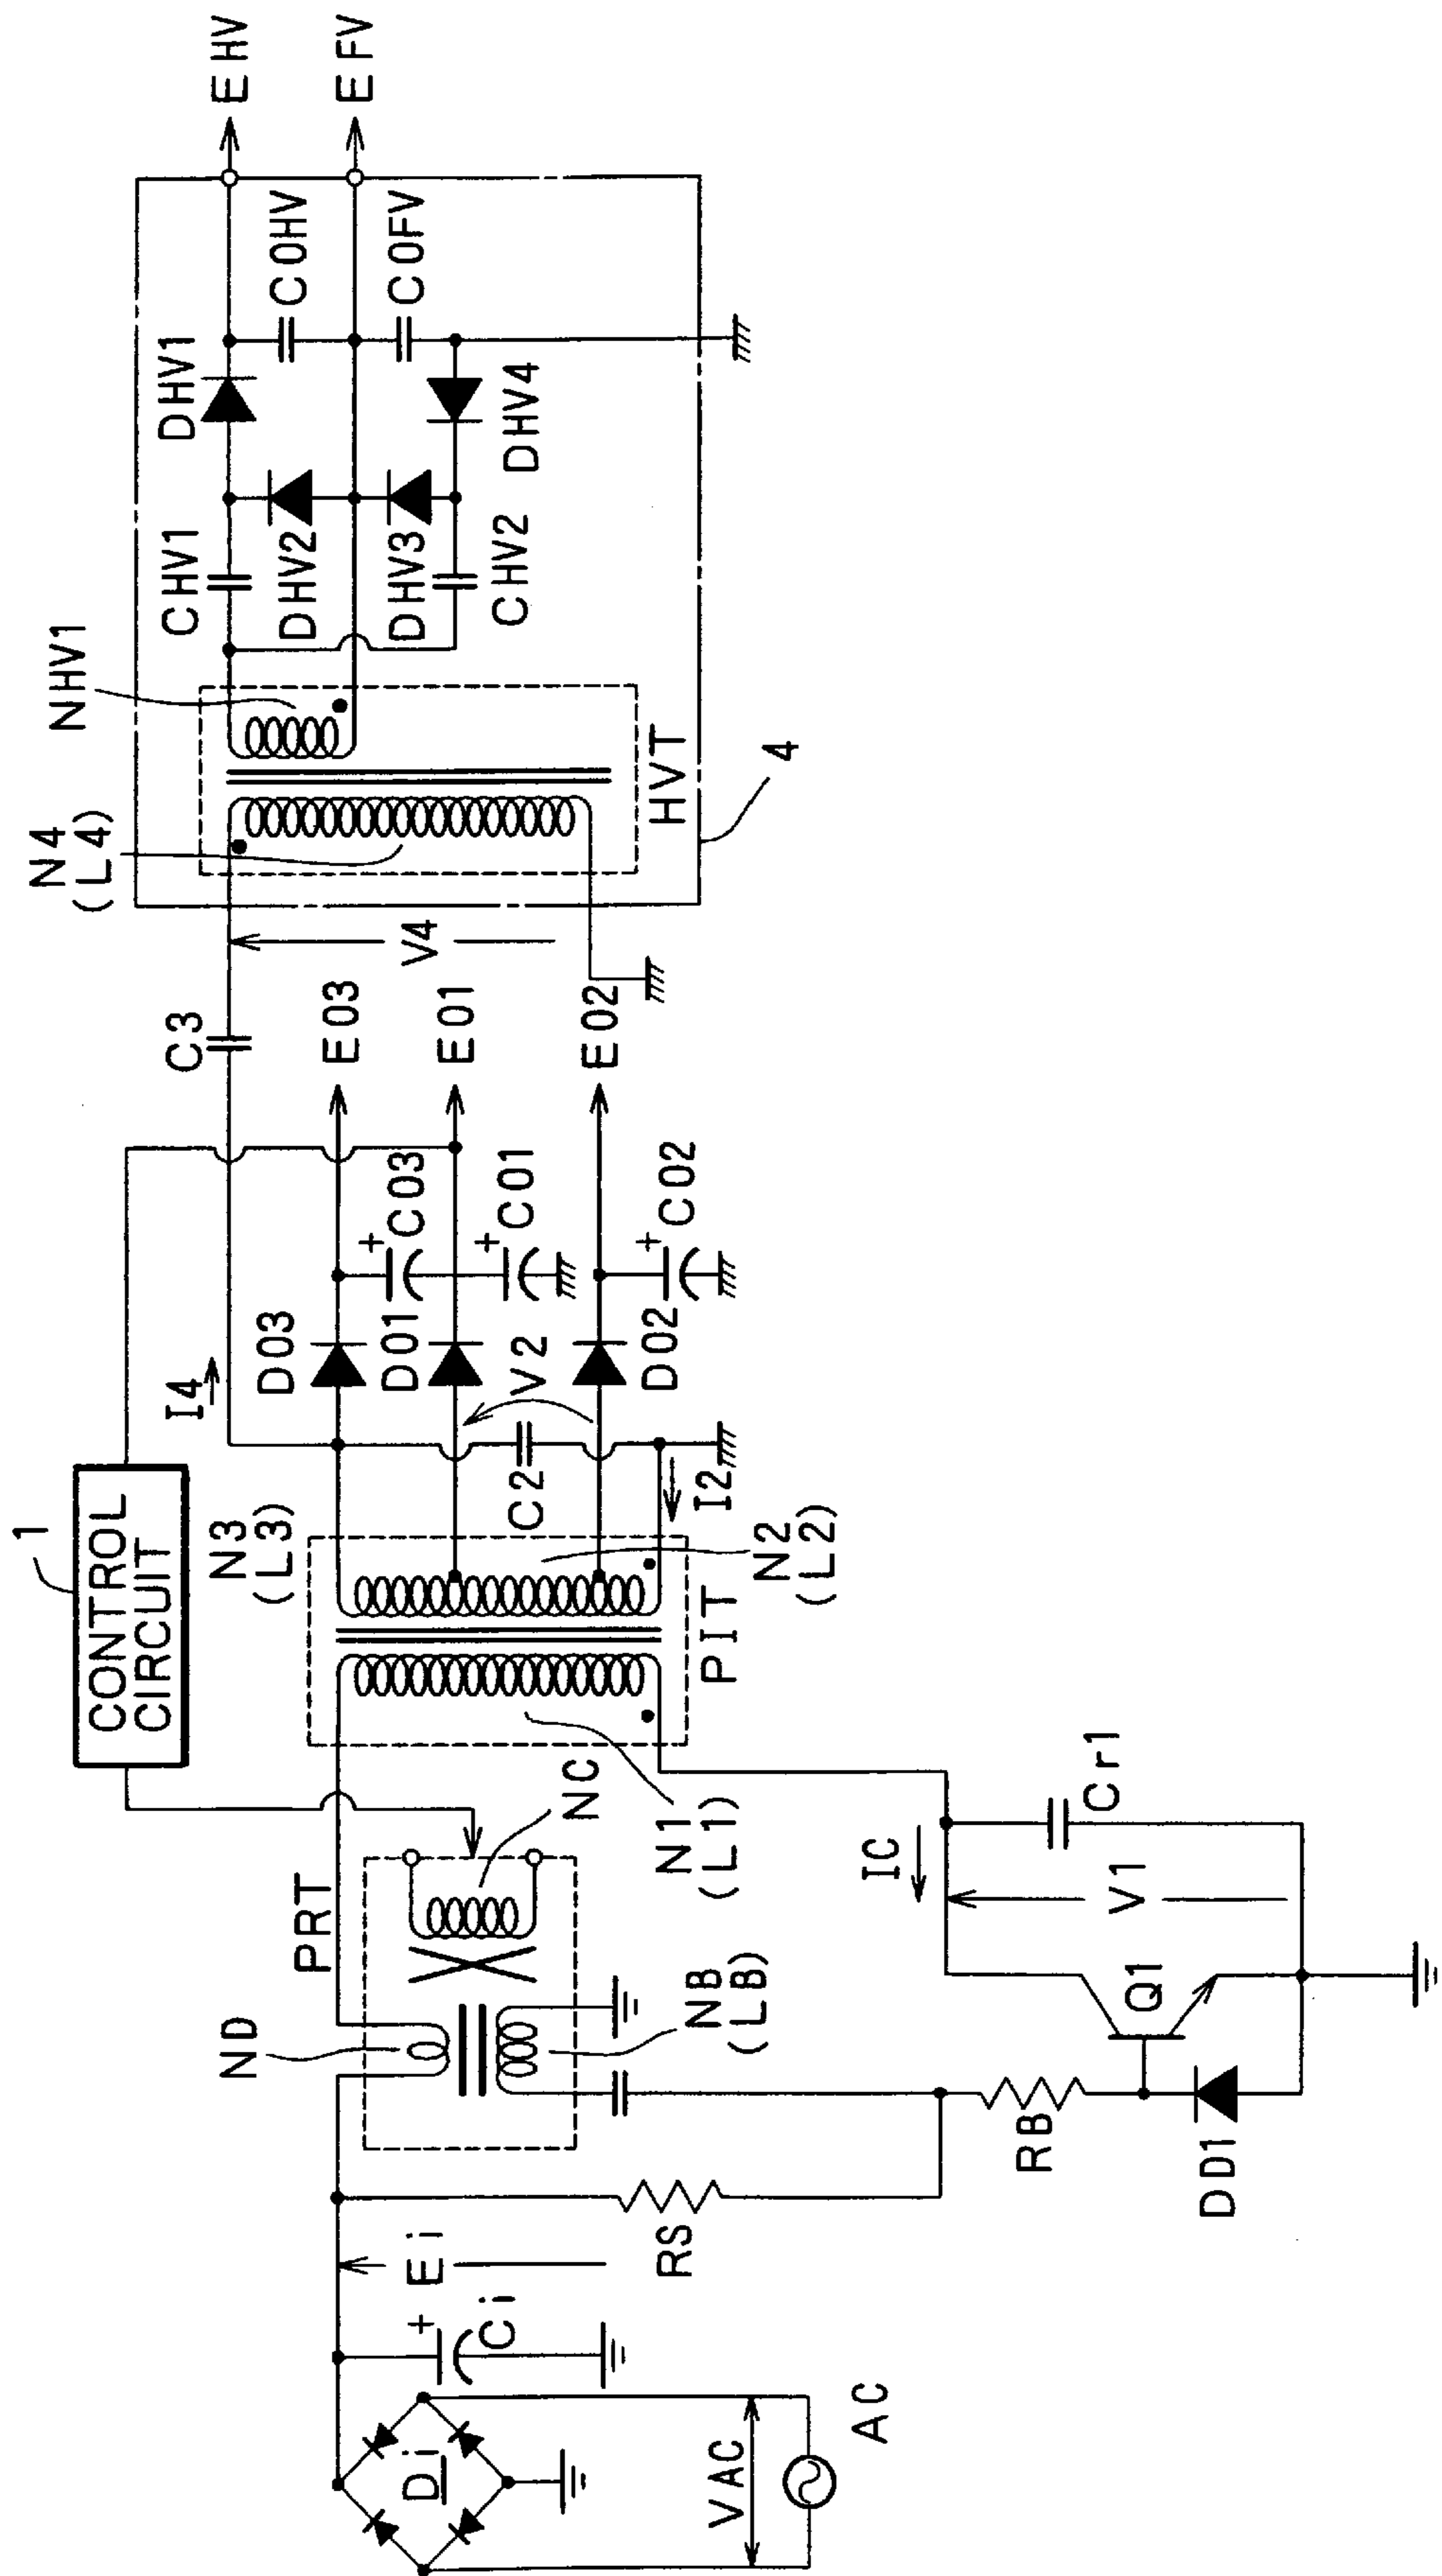 1
CONTROL
CIRCUIT
N4
(L4)
NHV1
CHV1
DHV1
EHV
DHV2
C0HV
EFV
DHV3
C0FV
CHV2
DHV4
HVT
4
C3
V4
I4
E03
E01
E02
D03
+
C03
D01
+
C01
V2
D02
+
C02
C2
I2
N3
(L3)
N2
(L2)
PIT
N1
(L1)
NC
PRT
ND
NB
(LB)
IC
Cr1
V1
Q1
RB
DD1
RS
Ei
+
Ci
Di
VAC
AC